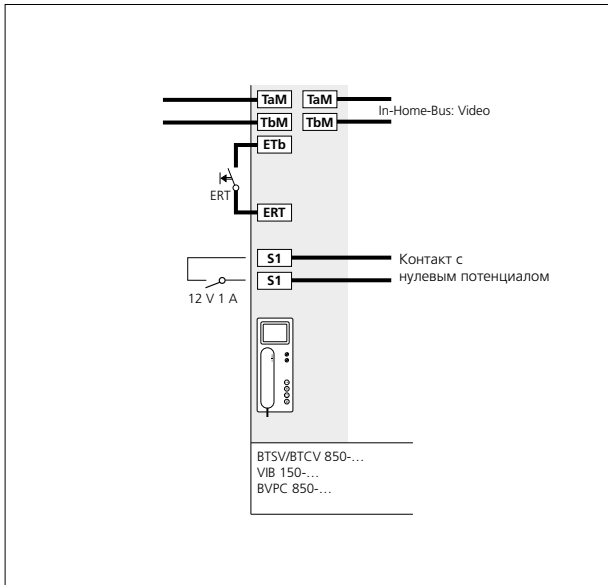 TaM TaM
In-Home-Bus: Video
TbM TbM
ETb
ERT
ERT
S1
Контакт с
нулевым потенциалом
S1
12 V 1 A
BTSV/BTCV 850-…
VIB 150-…
BVPC 850-…